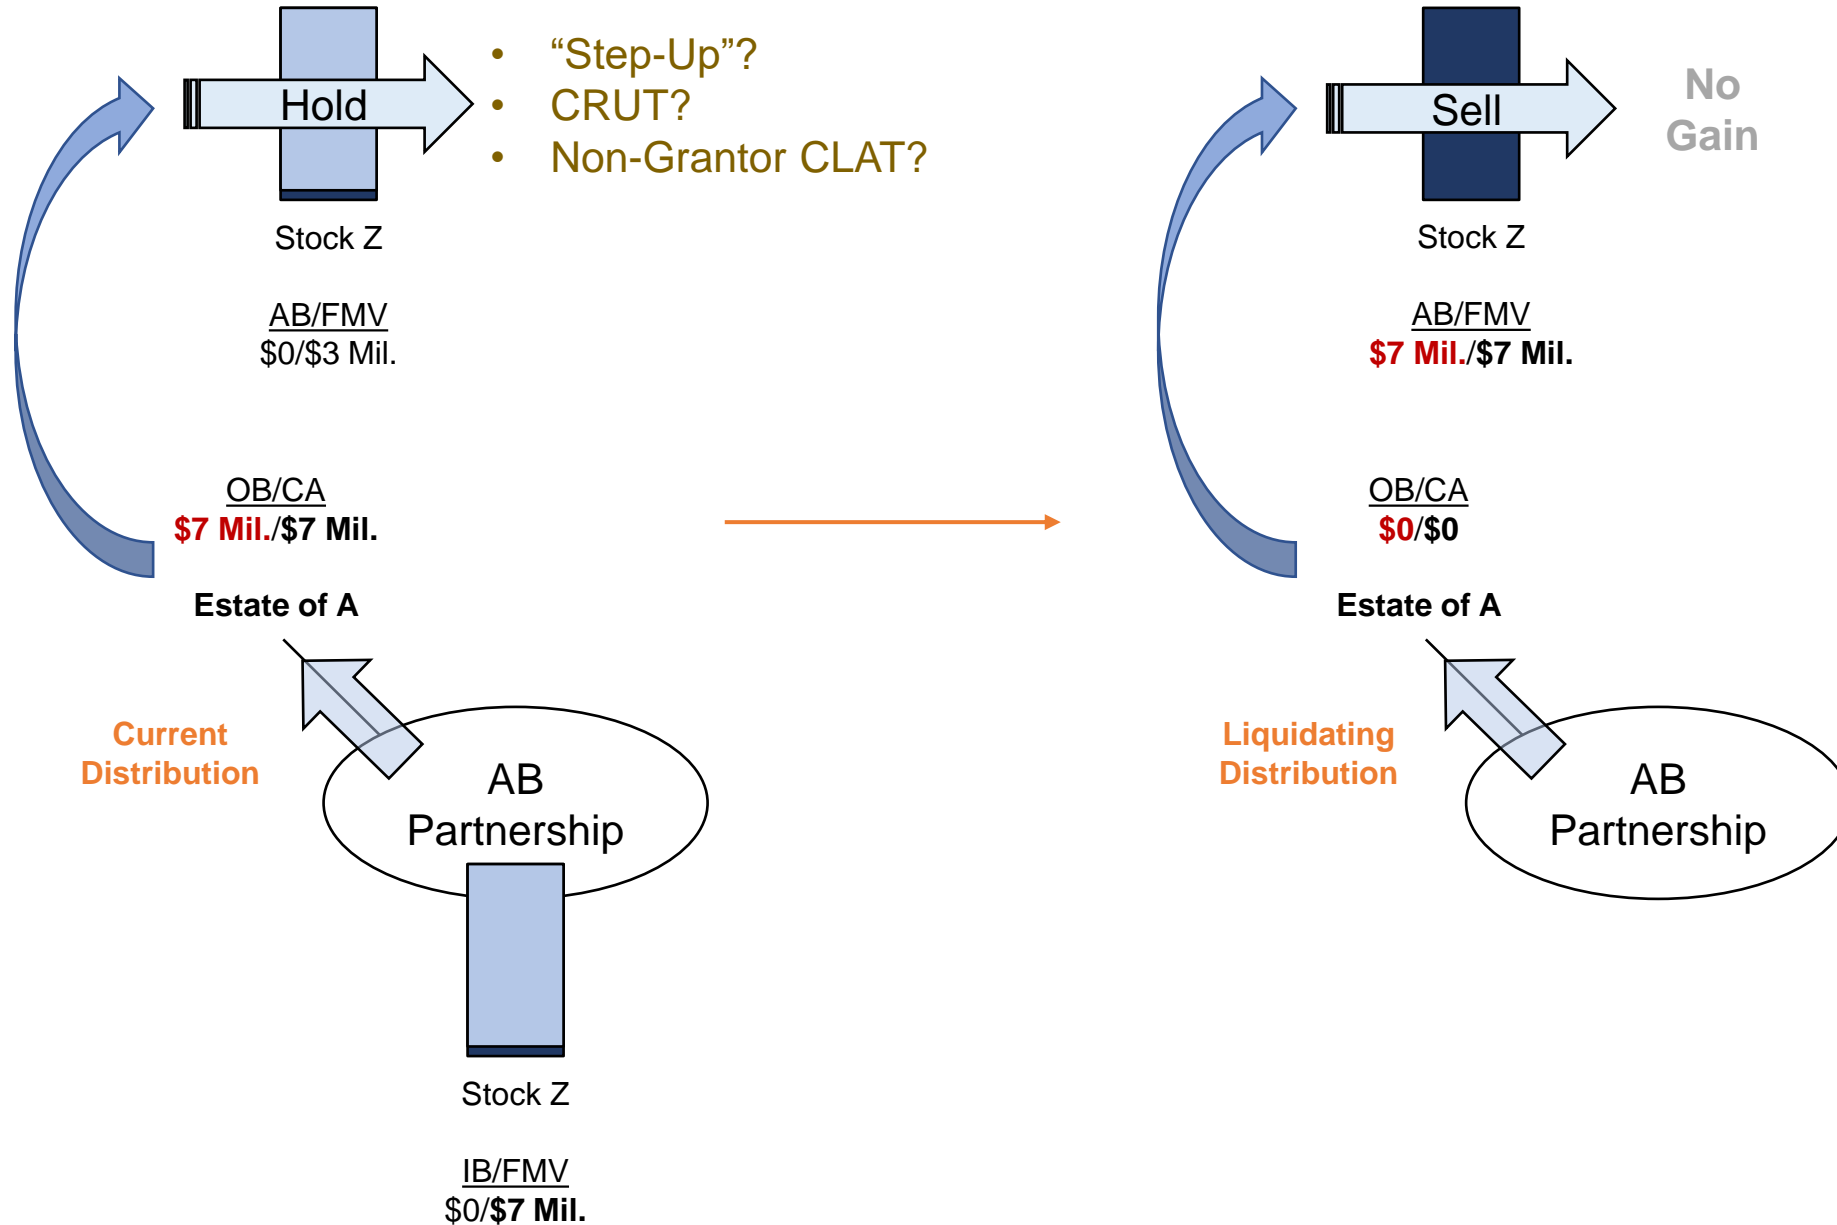 • “Step-Up”?
• CRUT?
• Non-Grantor CLAT?
Hold
Stock Z
AB/FMV
$0/$3 Mil.
OB/CA
$7 Mil./$7 Mil.
Estate of A
Current
Distribution
AB
Partnership
Stock Z
IB/FMV
$0/$7 Mil.
Sell
No
Gain
Stock Z
AB/FMV
$7 Mil./$7 Mil.
OB/CA
$0/$0
Estate of A
Liquidating
Distribution
AB
Partnership